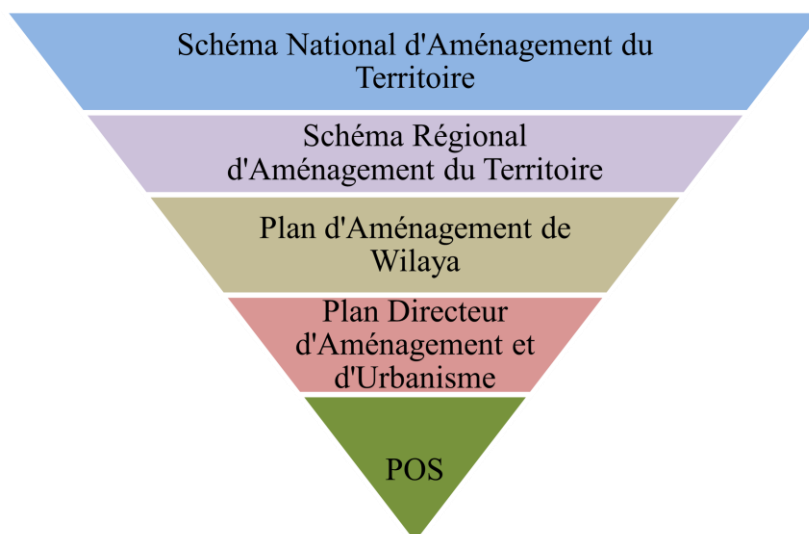 Schéma National d'Aménagement du
Territoire
Schéma Régional
d'Aménagement du Territoire
Plan d'Aménagement de
Wilaya
Plan Directeur
d'Aménagement et
d'Urbanisme
POS